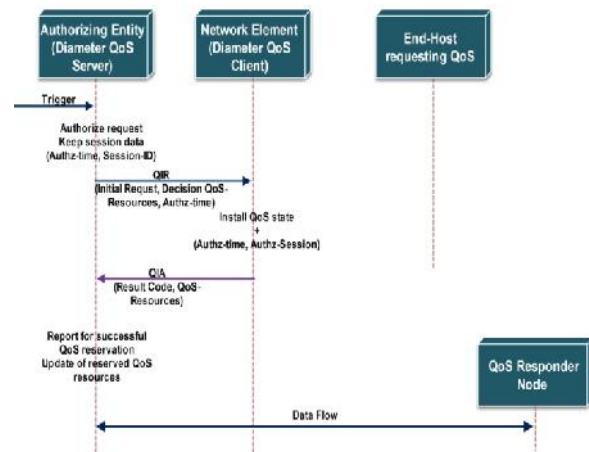 Authorizing Entity
(Diameter QoS
Server)
Network Element
(Diameter QoS
Client)
End-Host
requesting QoS
Trigger
Authorize request
Keep session data
(Authz-time, Session-ID)
QIR
(Initial Requst, Decision QoS-
Resources, Authz-time)
Install QoS state
+
(Authz-time, Authz-Session)
QIA
(Result Code, QoS-
Resources)
Report for successful
QoS reservation
Update of reserved QoS
resources
QoS Responder
Node
Data Flow